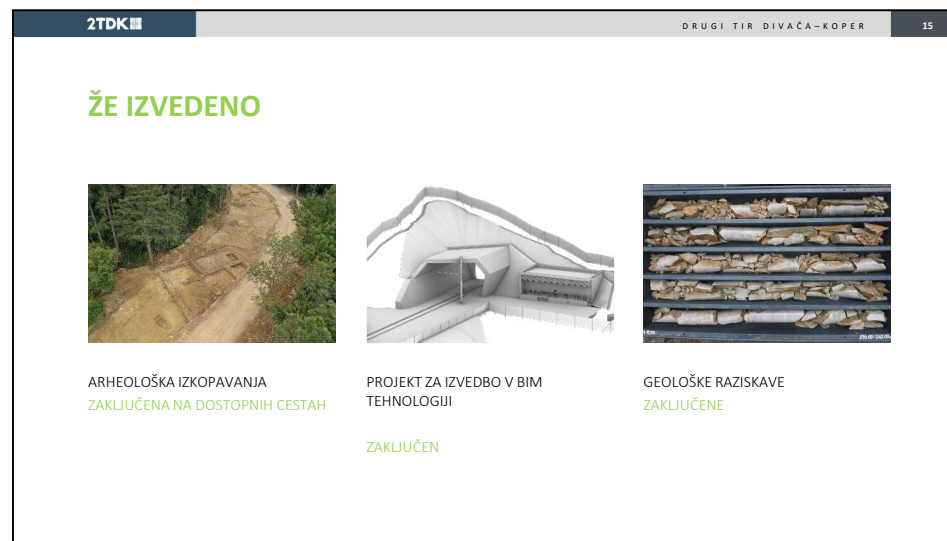 2TDK
DRUGI TIR DIVAČA–KOPER
15
ŽE IZVEDENO
ARHEOLOŠKA IZKOPAVANJA
ZAKLJUČENA NA DOSTOPNIH CESTAH
PROJEKT ZA IZVEDBO V BIM
TEHNOLOGIJI
ZAKLJUČEN
GEOLOŠKE RAZISKAVE
ZAKLJUČENE